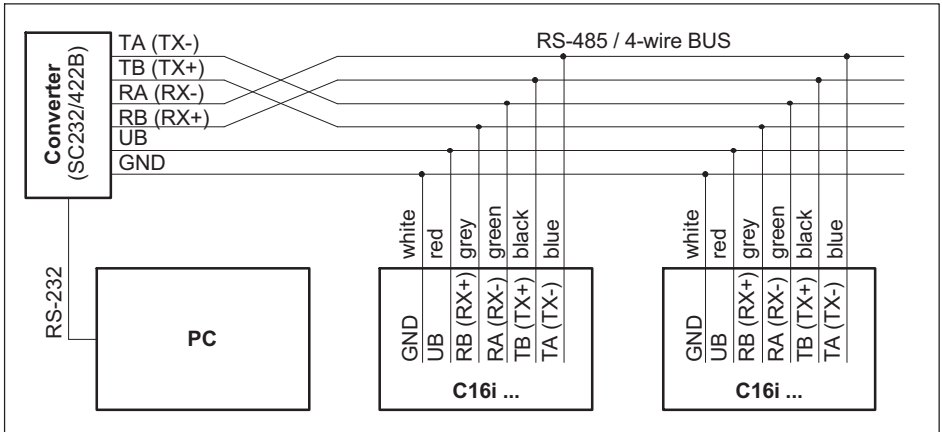 TA (TX-)
RS-485 / 4-wire BUS
TB (TX+)
RA (RX-)
RB (RX+)
UB
GND
Converter
(SC232/422B)
RS-232
PC
white
red
grey
green
black
blue
GND
UB
RB (RX+)
RA (RX-)
TB (TX+)
TA (TX-)
C16i ...
white
red
grey
green
black
blue
GND
UB
RB (RX+)
RA (RX-)
TB (TX+)
TA (TX-)
C16i ...